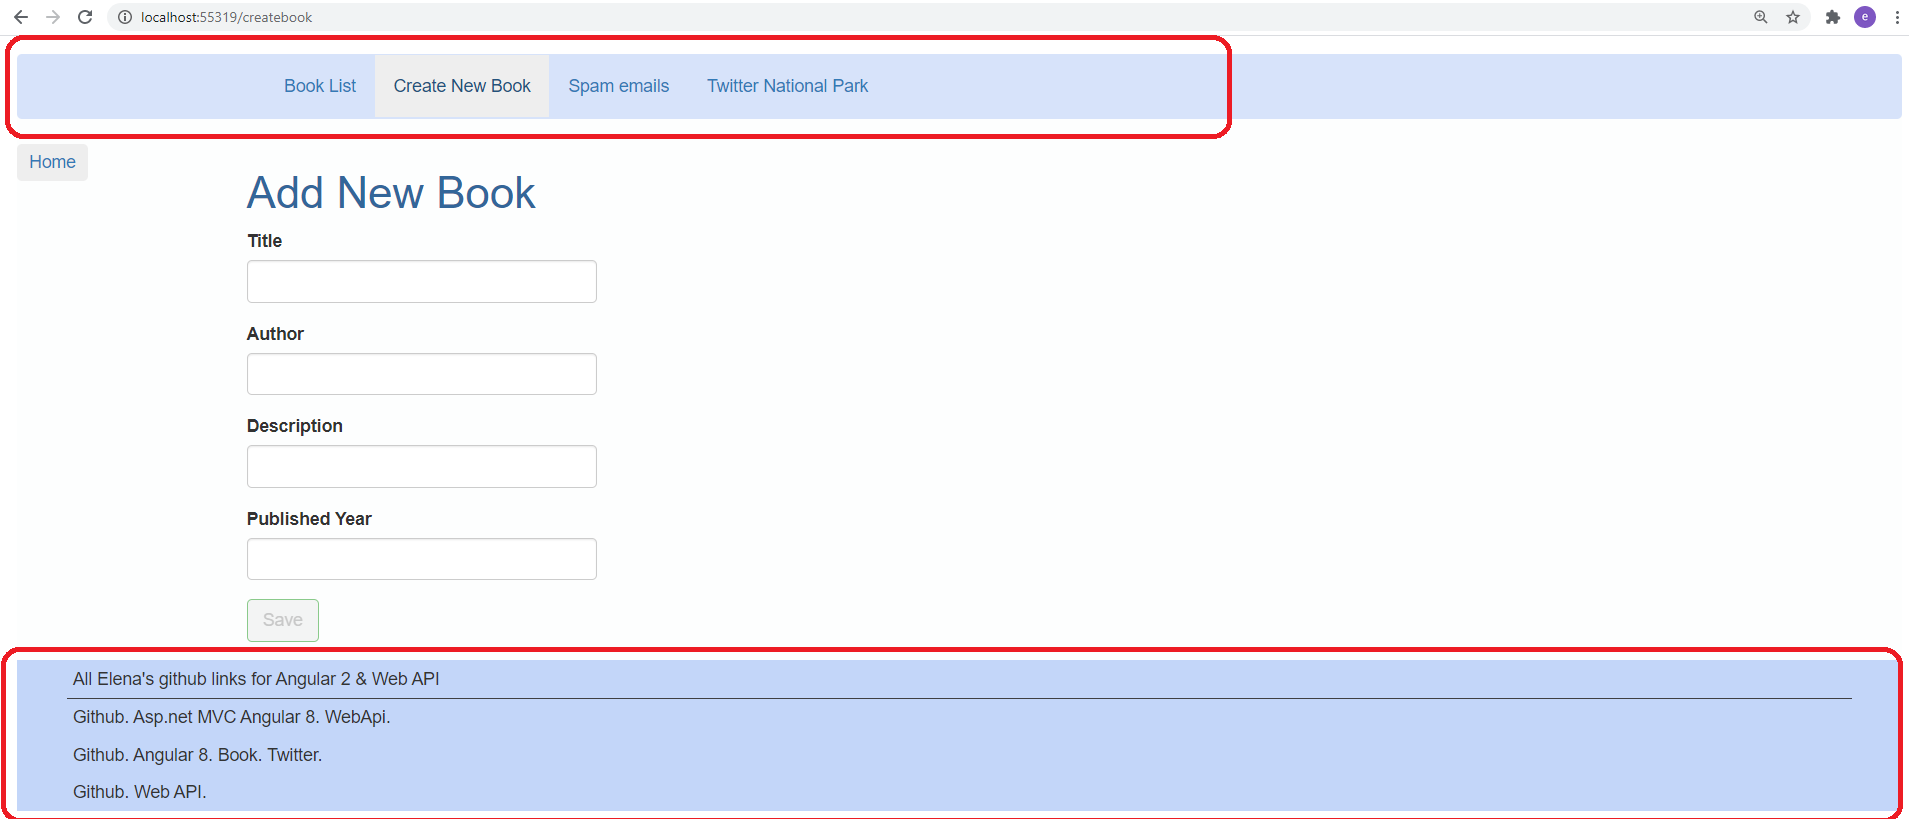 localhost:55319/createbook
e
Book List Create New Book Spam emails Twitter National Park
Home
Add New Book
Title
Author
Description
Published Year
Save
All Elena's github links for Angular 2 & Web API
Github. Asp.net MVC Angular 8. WebApi.
Github. Angular 8. Book. Twitter.
Github. Web API.